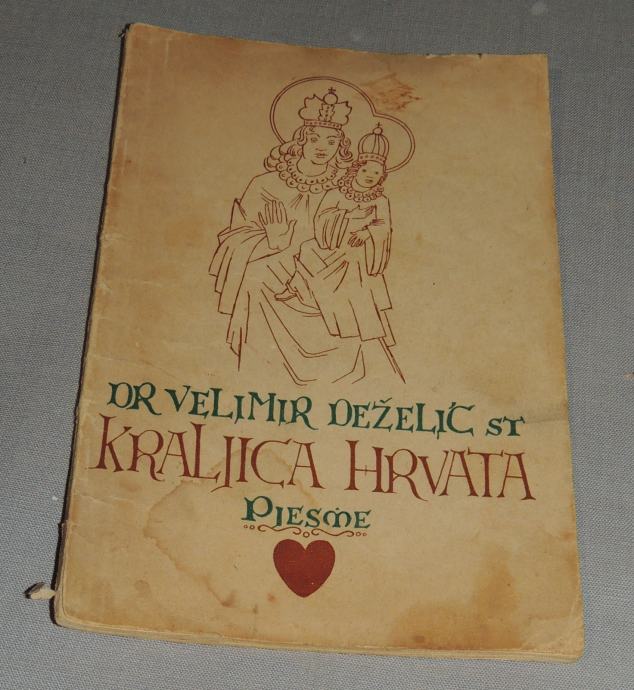 DR VELIMIR DEŽELIĆ ST
KRALJICA HRVATA
PJESME